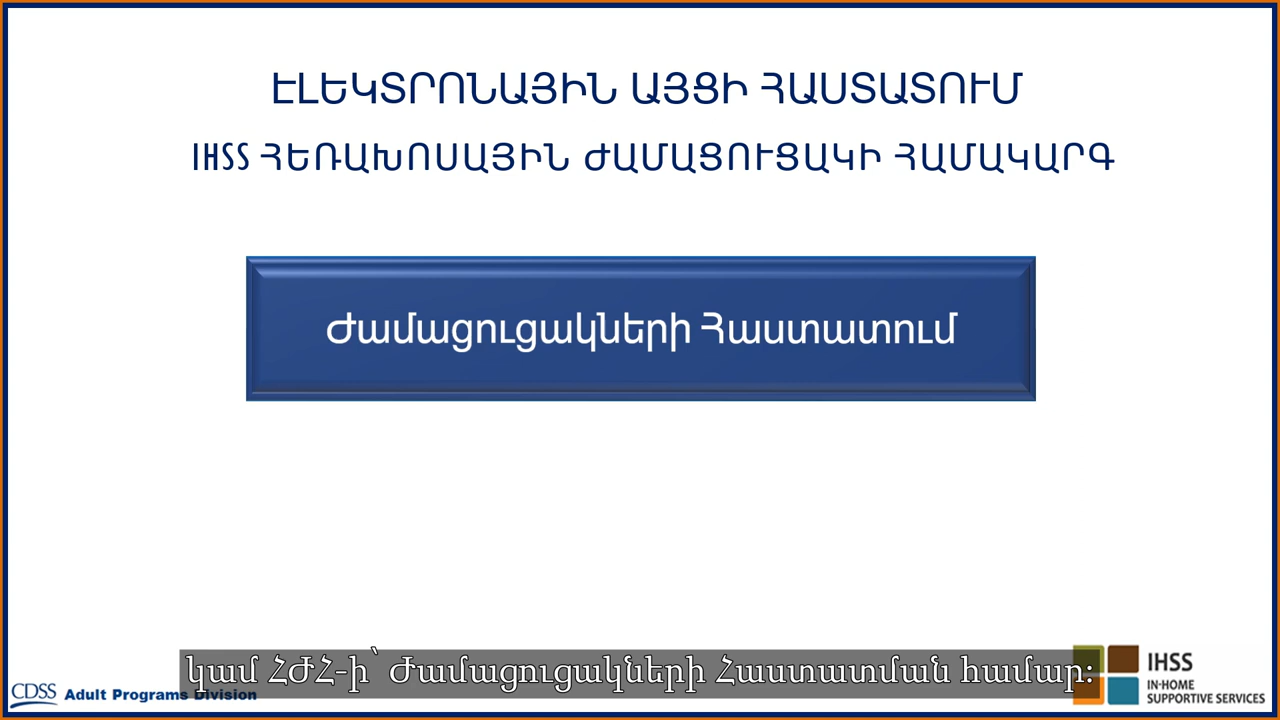 ԷԼԵԿՏՐՈՆԱՅԻՆ ԱՅՑԻ ՀԱՍՏԱՏՈՒՄ
IHSS ՀԵՌԱԽՈՍԱՅԻՆ ԺԱՄԱՑՈՒՑԱԿԻ ՀԱՄԱԿԱՐԳ
Ժամացուցակների Հաստատում
կամ ՀԺՀ-ի՝ Ժամացուցակների Հաստատման համար:
CDSS Adult Programs Division
IHSS
IN-HOME
SUPPORTIVE SERVICES